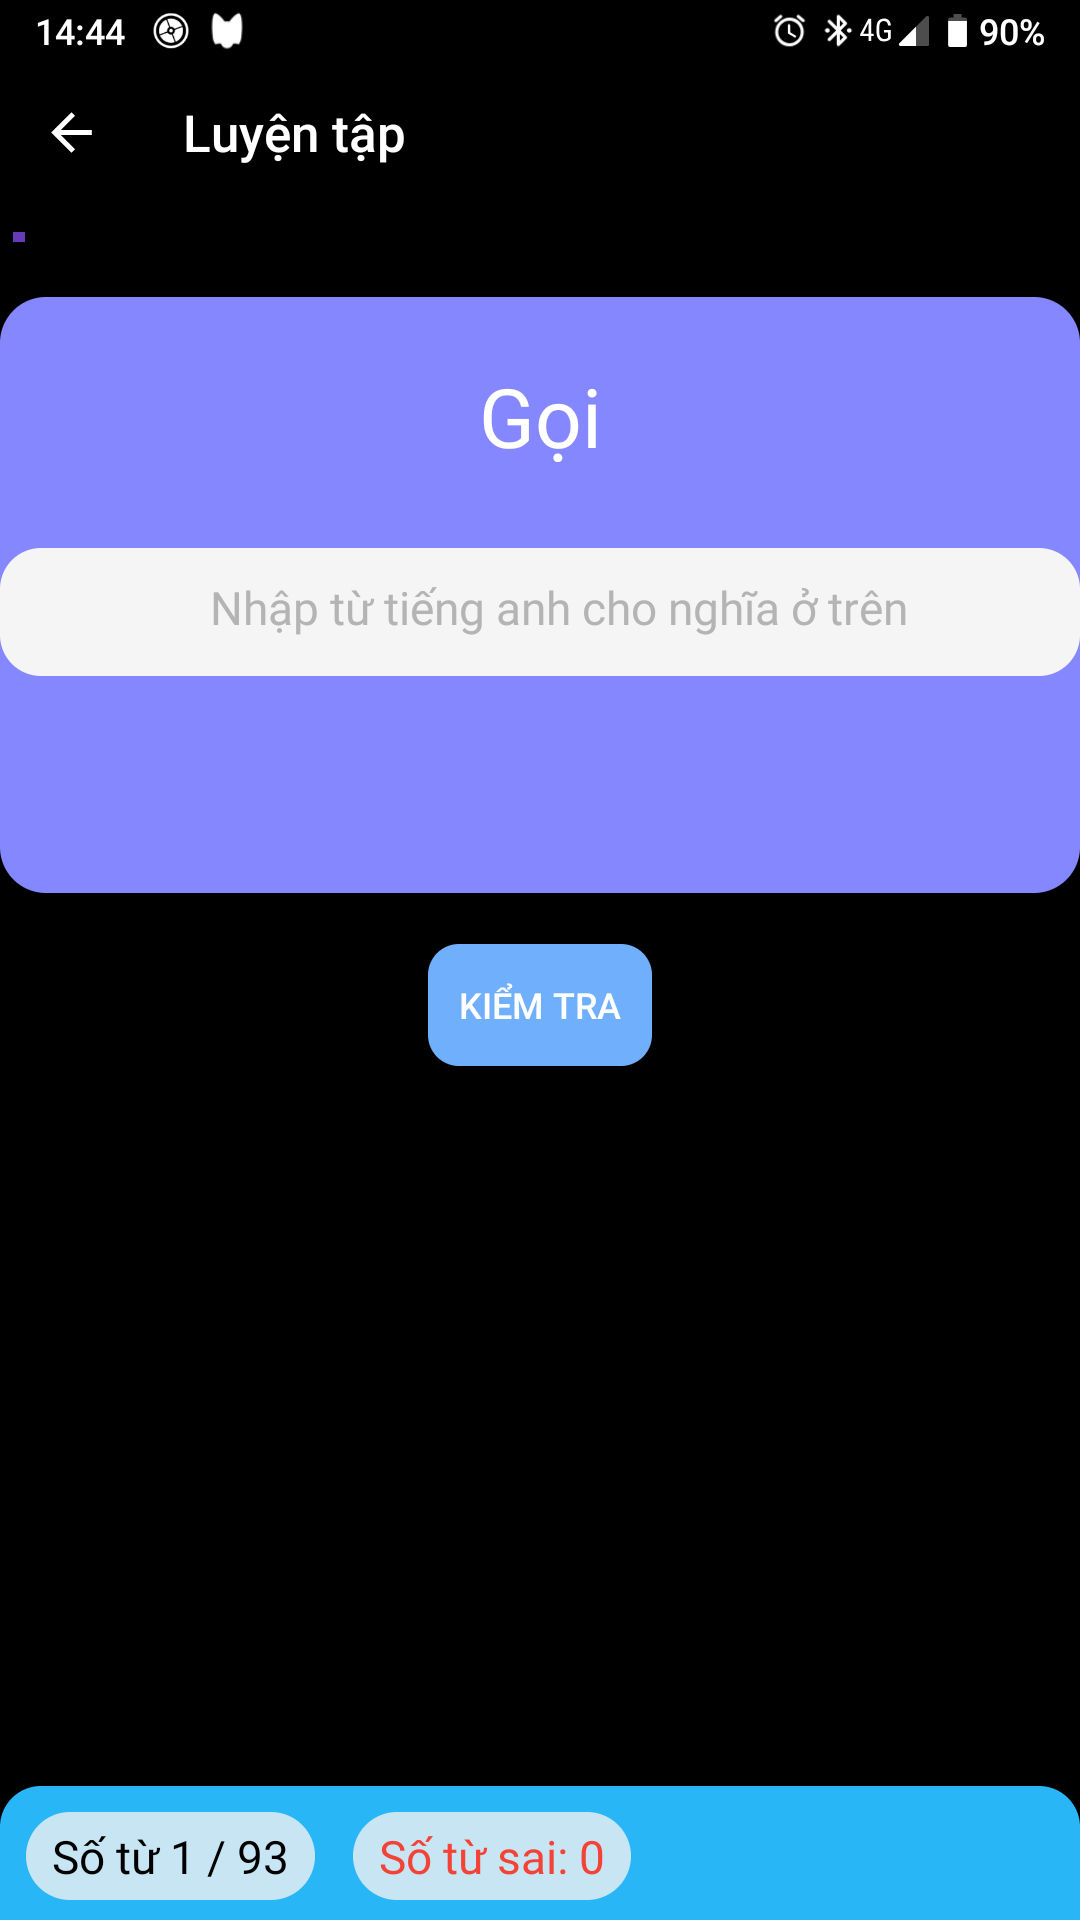 14:44 4G 90%
Luyện tập
Gọi
Nhập từ tiếng anh cho nghĩa ở trên
KIỂM TRA
Số từ 1 / 93 Số từ sai: 0